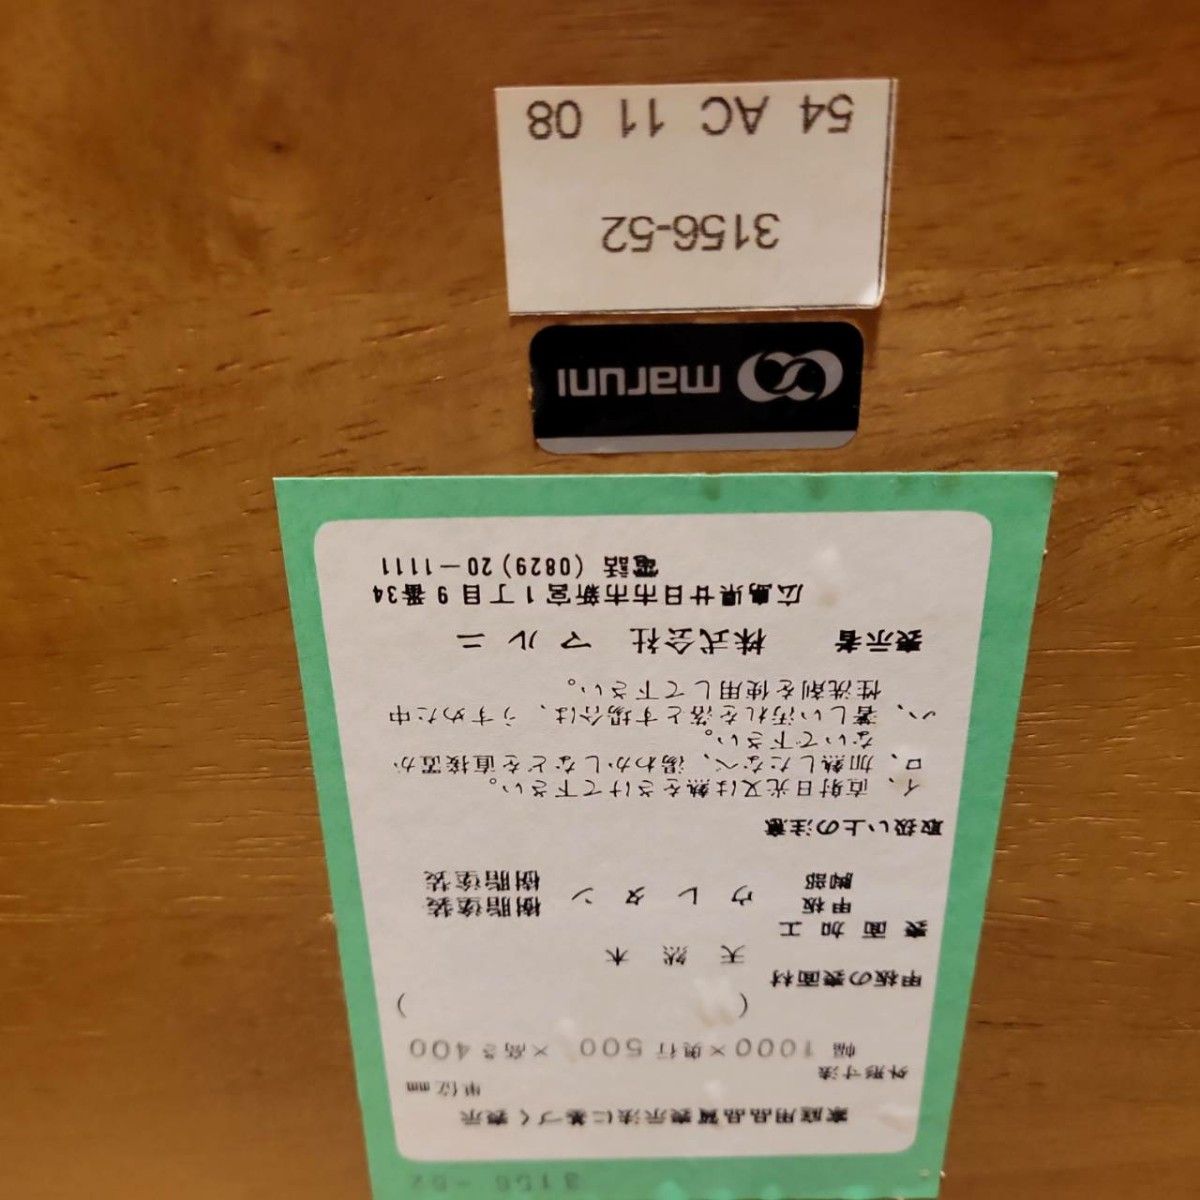 3156-52
家庭用品品質表示法に基づく表示
単位mm
外形寸法
幅 1000×奥行500 ×高さ400
( )
甲板の表面材
天 然 木
表 面 加 工
甲板 ウ レ タ ン 樹脂塗装
脚部 樹脂塗装
取扱い上の注意
イ、直射日光又は熱をさけて下さい。
ロ、加熱したなべ、湯わかしなどを直接置か
ないで下さい。
ハ、著しい汚れを落とす場合は、うすめた中
性洗剤を使用して下さい。
表示者 株式会社 マ ル ニ
広島県廿日市市新宮1丁目9番34
電話 (0829)20-1111
maruni
3156-52
54 AC 11 08